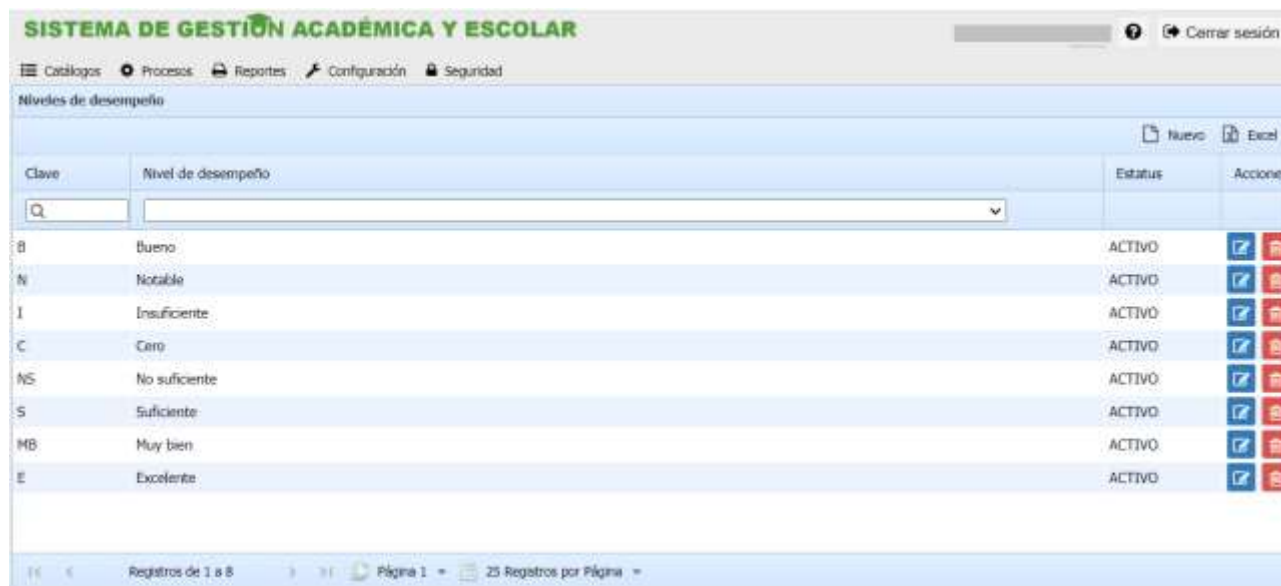 SISTEMA DE GESTIÓN ACADÉMICA Y ESCOLAR
Cerrar sesión
Catálogos Procesos Reportes Configuración Seguridad
Niveles de desempeño
Nuevo Excel
Clave Nivel de desempeño Estatus Accione
B Bueno ACTIVO
N Notable ACTIVO
I Insuficiente ACTIVO
C Cero ACTIVO
NS No suficiente ACTIVO
S Suficiente ACTIVO
MB Muy bien ACTIVO
E Excelente ACTIVO
Registros de 1 a 8 Página 1 25 Registros por Página